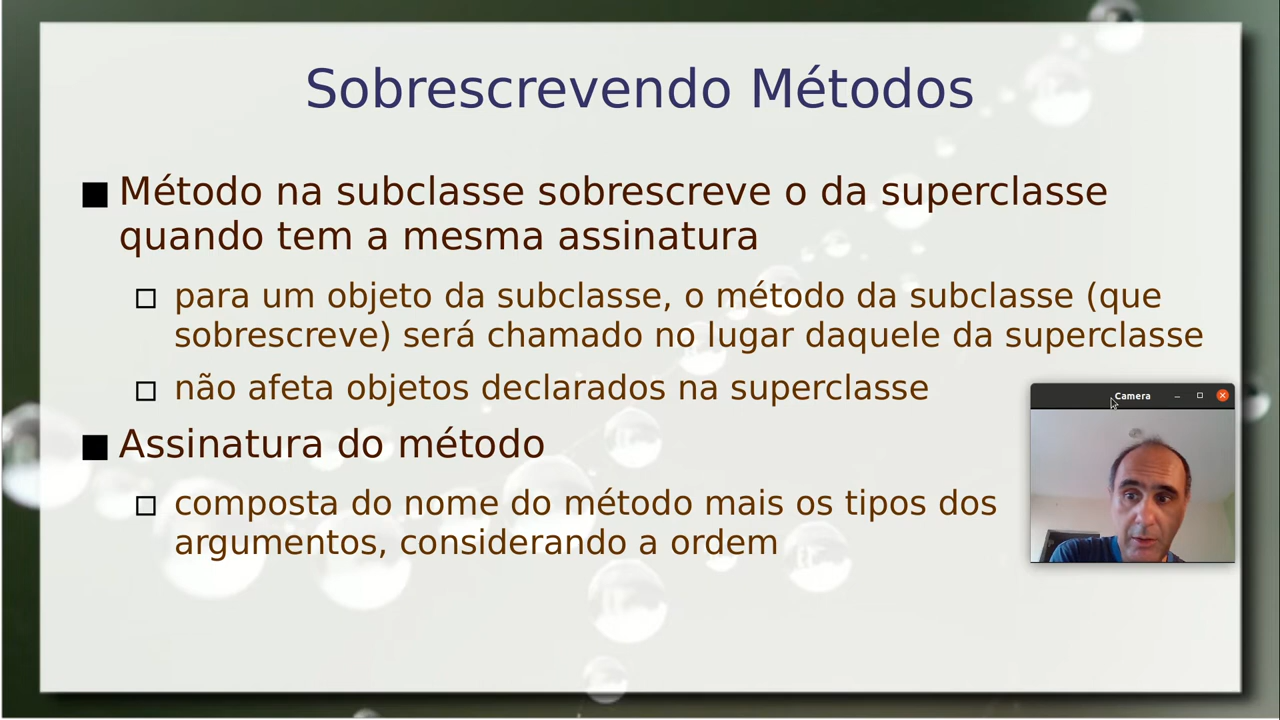 Sobrescrevendo Métodos
Método na subclasse sobrescreve o da superclasse
quando tem a mesma assinatura
para um objeto da subclasse, o método da subclasse (que
sobrescreve) será chamado no lugar daquele da superclasse
não afeta objetos declarados na superclasse
Camera
Assinatura do método
composta do nome do método mais os tipos dos
argumentos, considerando a ordem